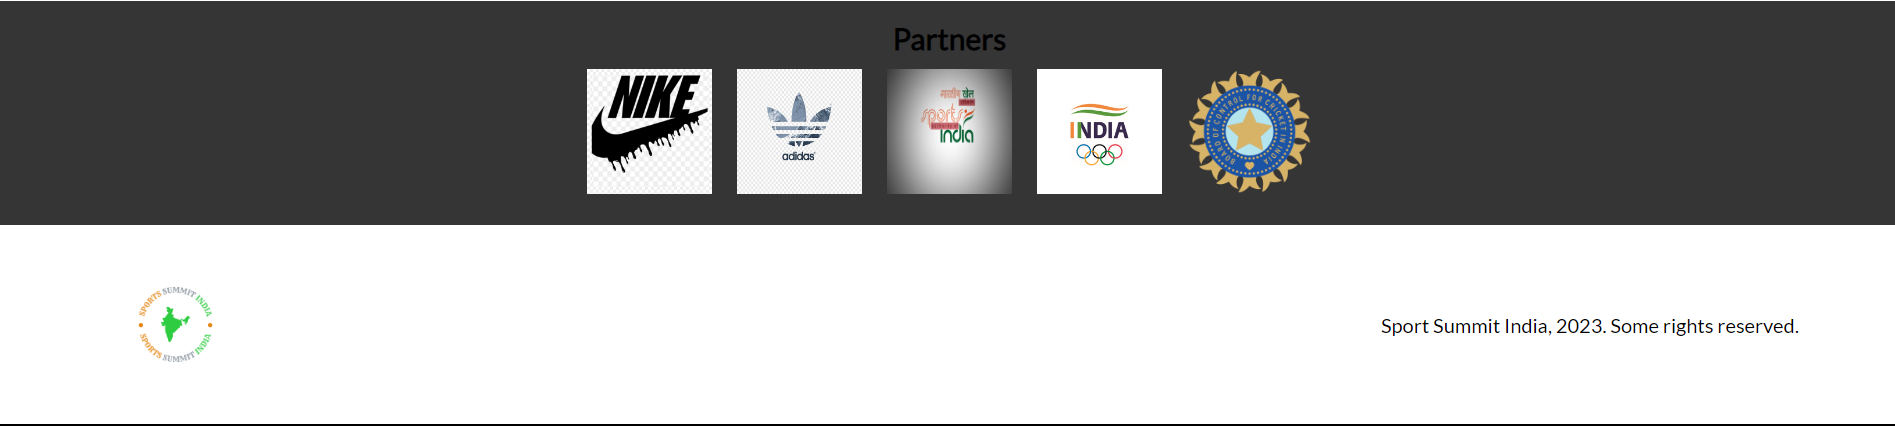 Partners
NIKE
adidas
भारतीय खेल
sports
india
INDIA
BOARD OF CONTROL FOR CRICKET IN INDIA
SPORTS SUMMIT INDIA
SPORTS SUMMIT INDIA
Sport Summit India, 2023. Some rights reserved.